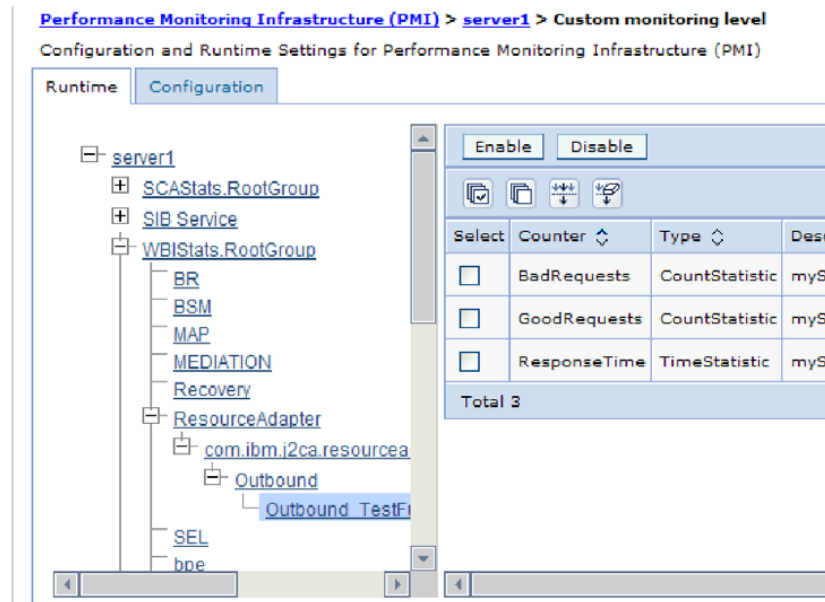 Performance Monitoring Infrastructure (PMI) > server1 > Custom monitoring level
Configuration and Runtime Settings for Performance Monitoring Infrastructure (PMI)
Runtime
Configuration
server1
SCAStats.RootGroup
SIB Service
WBIStats.RootGroup
BR
BSM
MAP
MEDIATION
Recovery
ResourceAdapter
com.ibm.j2ca.resourcea
Outbound
Outbound_TestFu
SEL
bpe
Enable Disable
Select Counter Type Des
BadRequests CountStatistic myS
GoodRequests CountStatistic myS
ResponseTime TimeStatistic myS
Total 3